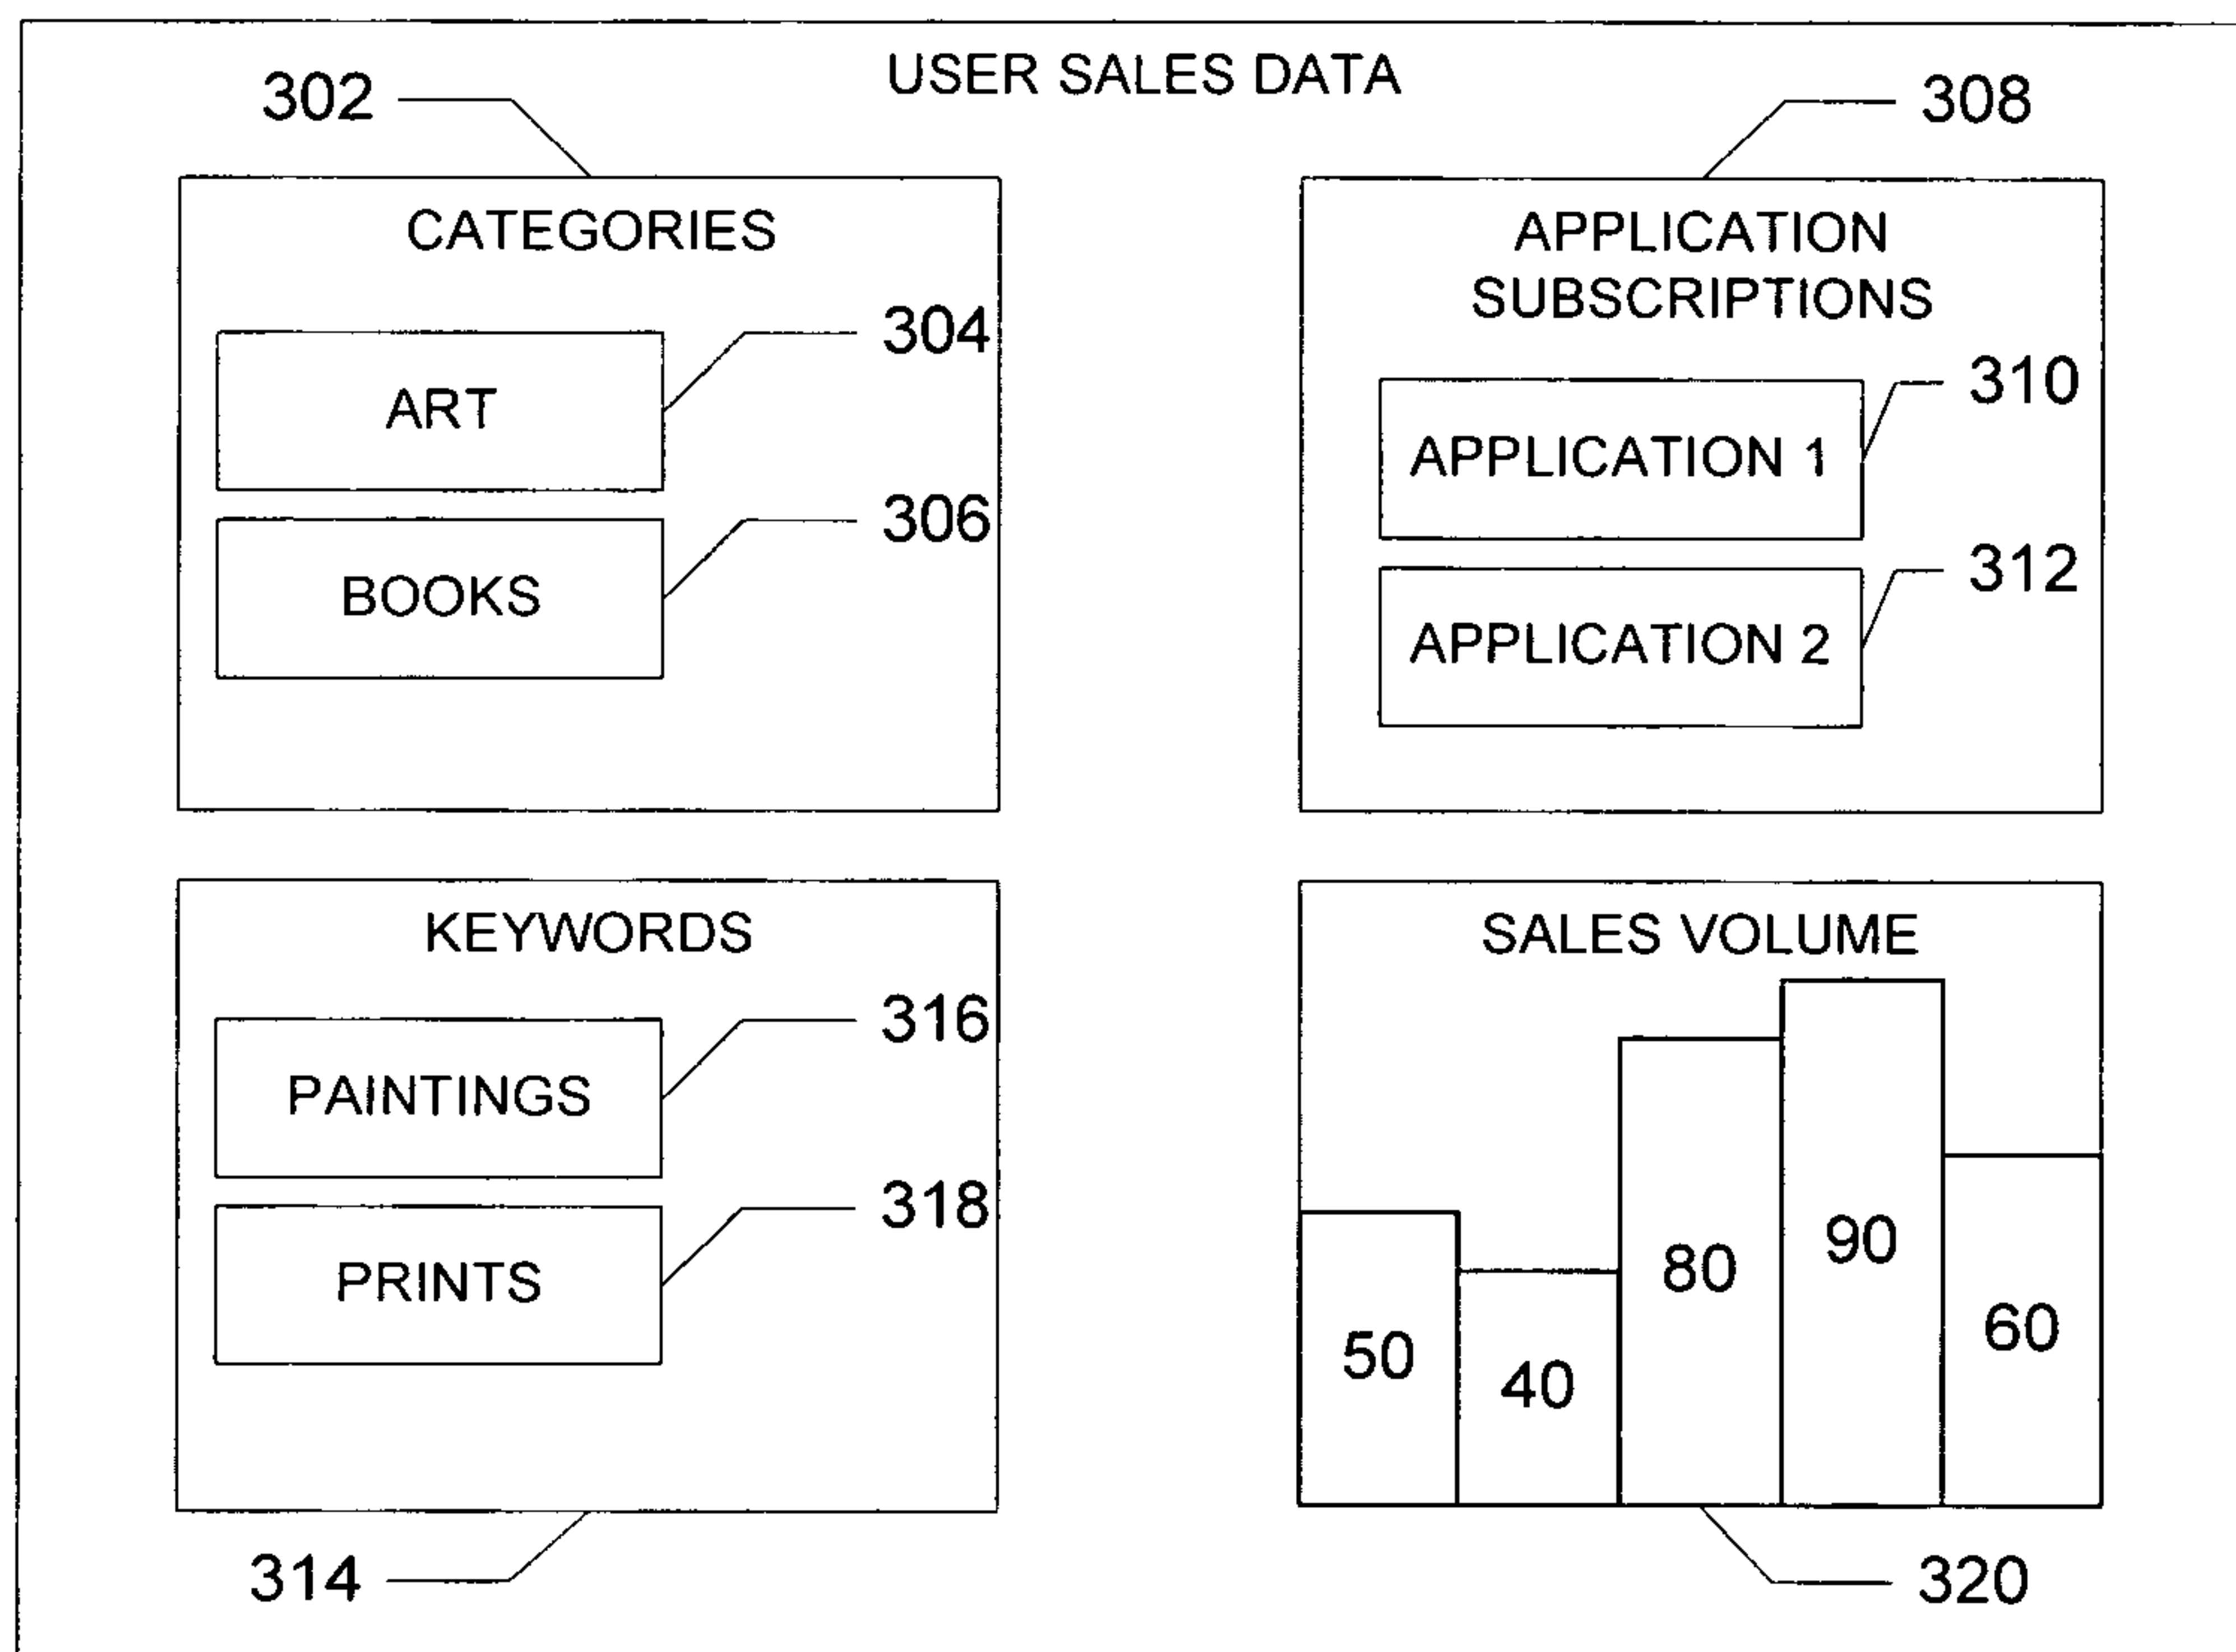 USER SALES DATA
302
308
CATEGORIES
304
ART
306
BOOKS
APPLICATION
SUBSCRIPTIONS
310
APPLICATION 1
312
APPLICATION 2
KEYWORDS
316
PAINTINGS
318
PRINTS
314
SALES VOLUME
50
40
80
90
60
320